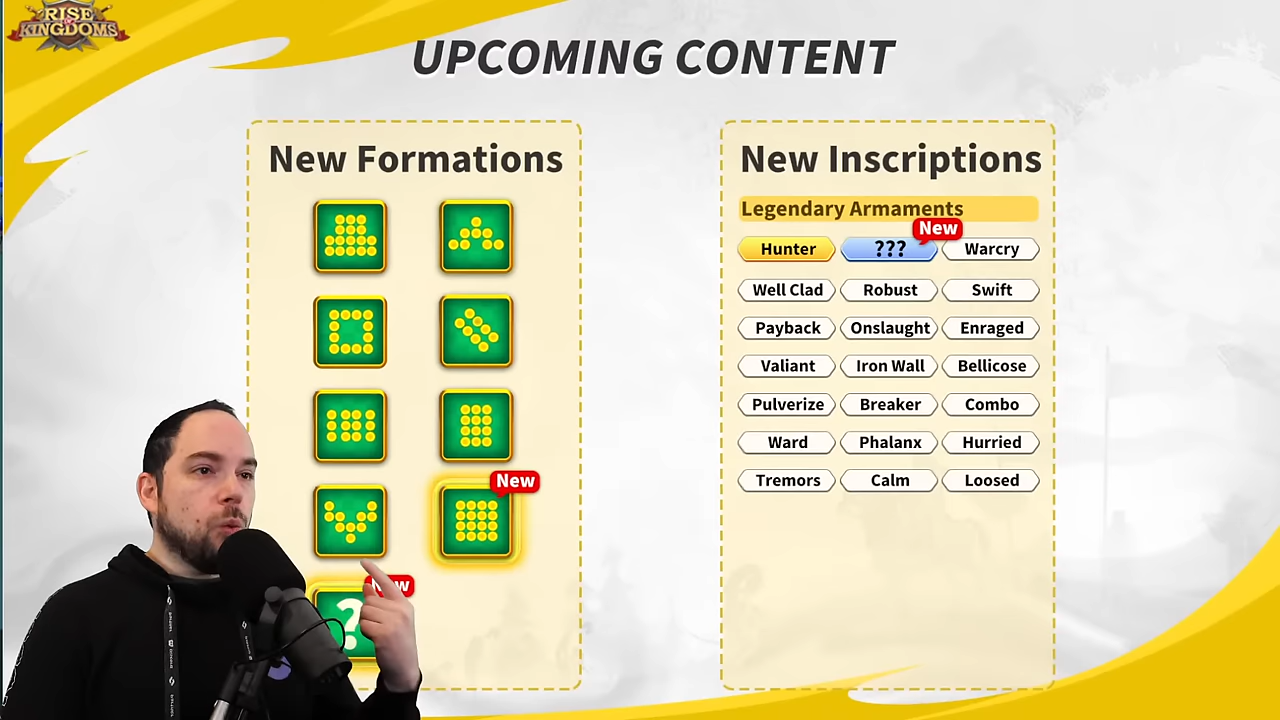 RISE
OF
KINGDOMS
UPCOMING CONTENT
New Formations
New
New
?
New Inscriptions
Legendary Armaments
New
Hunter ??? Warcry
Well Clad Robust Swift
Payback Onslaught Enraged
Valiant Iron Wall Bellicose
Pulverize Breaker Combo
Ward Phalanx Hurried
Tremors Calm Loosed